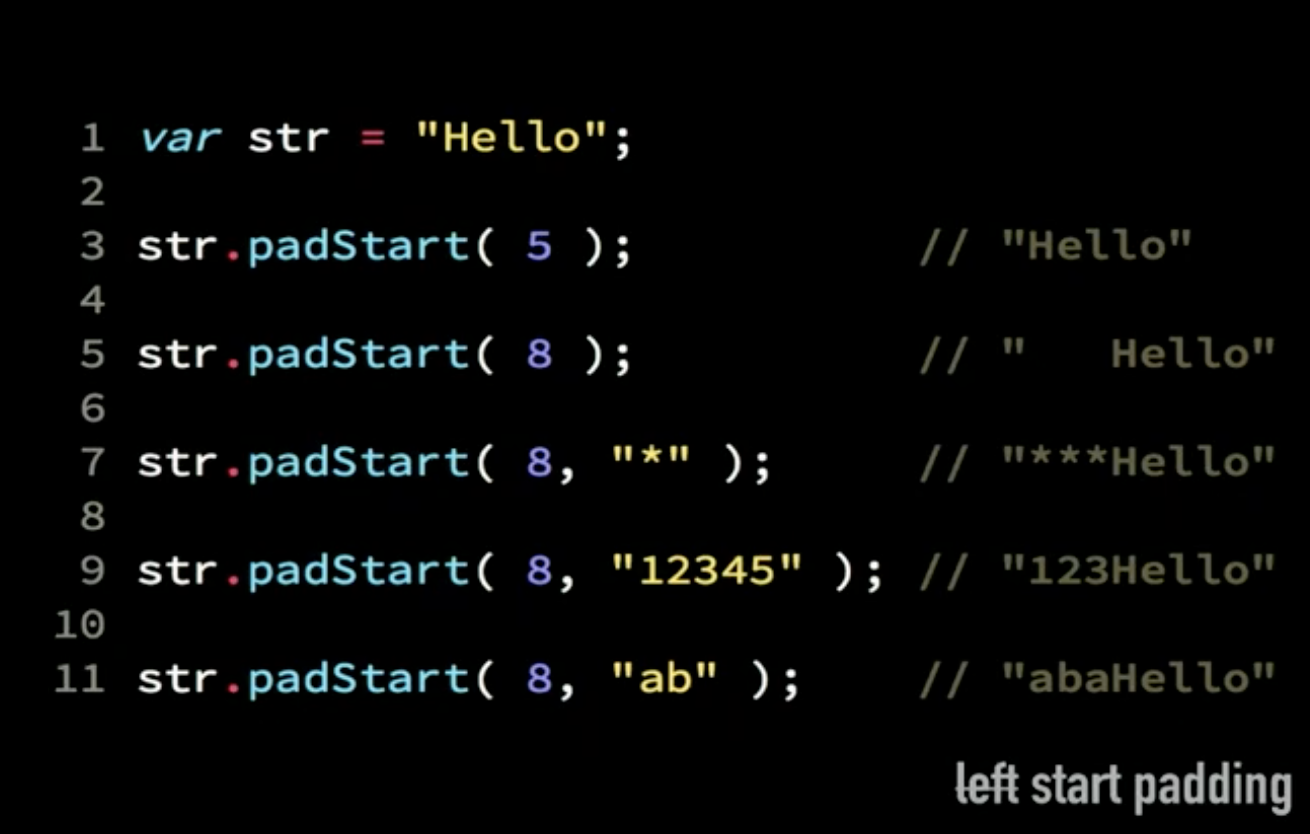 1 var str = "Hello";
2
3 str.padStart( 5 ); // "Hello"
4
5 str.padStart( 8 ); // "   Hello"
6
7 str.padStart( 8, "*" ); // "***Hello"
8
9 str.padStart( 8, "12345" ); // "123Hello"
10
11 str.padStart( 8, "ab" ); // "abaHello"
left start padding